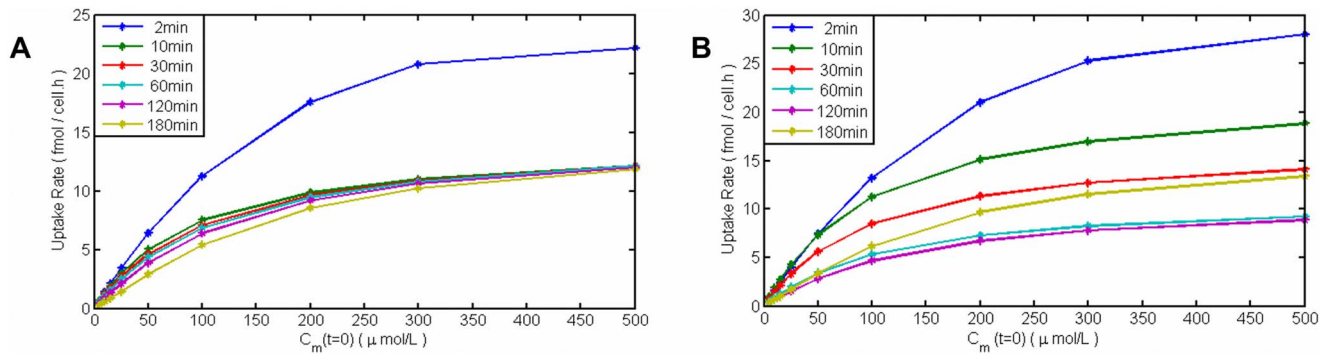 A
25
20
15
10
5
0
Uptake Rate ( fmol / cell.h )
2min
10min
30min
60min
120min
180min
0 50 100 150 200 250 300 350 400 450 500
C_m(t=0) ( μ mol/L )
B
30
25
20
15
10
5
0
Uptake Rate ( fmol / cell.h )
2min
10min
30min
60min
120min
180min
0 50 100 150 200 250 300 350 400 450 500
C_m(t=0) ( μ mol/L )